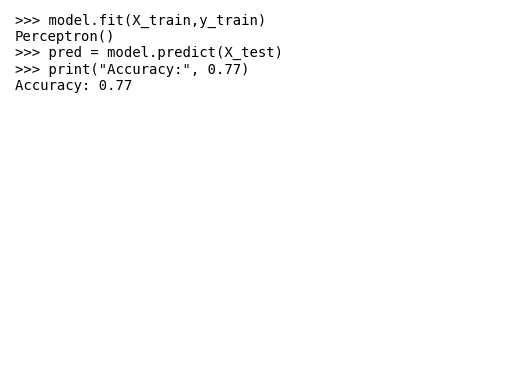 >>> model.fit(X_train,y_train)
Perceptron()
>>> pred = model.predict(X_test)
>>> print("Accuracy:", 0.77)
Accuracy: 0.77